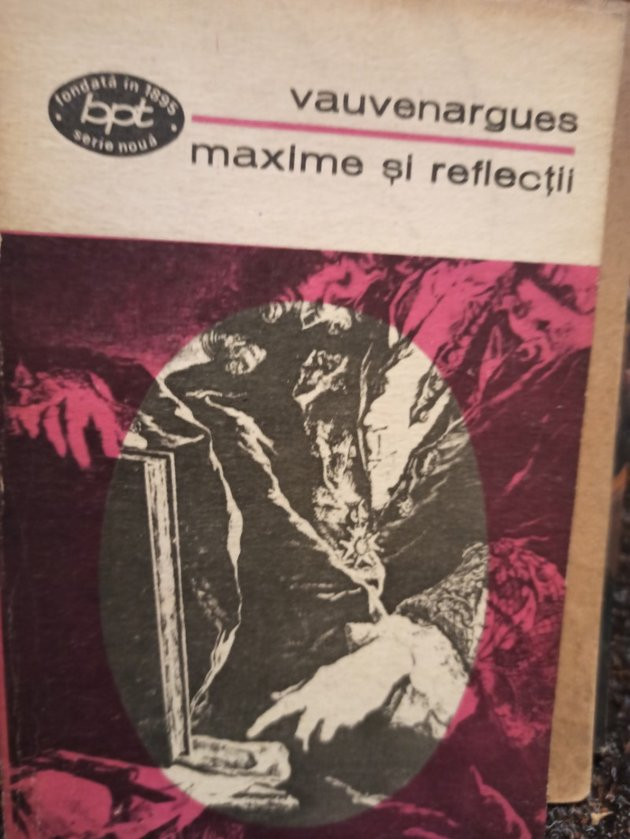 fondată în 1895
bpt
serie nouă
vauvenargues
maxime și reflecții